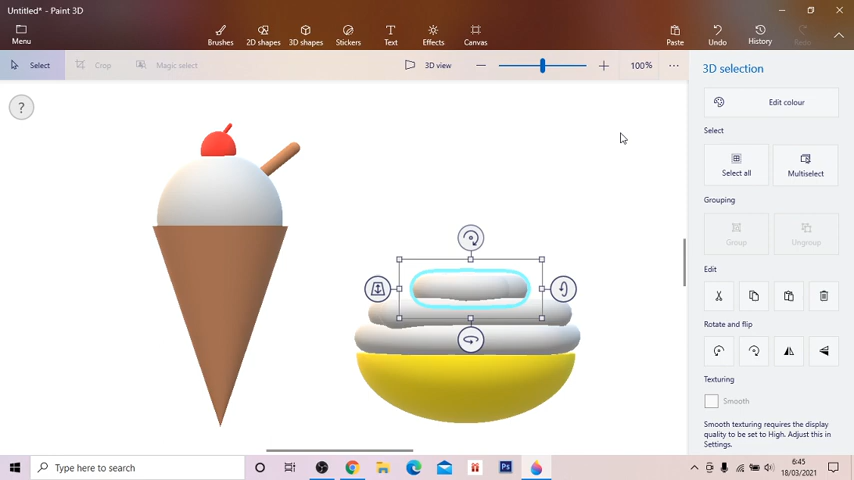 Untitled* - Paint 3D
Menu
Brushes
2D shapes
3D shapes
Stickers
Text
Effects
Canvas
Paste
Undo
History
Redo
Select
Crop
Magic select
3D view
100%
3D selection
?
Edit colour
Select
Select all
Multiselect
Grouping
Group
Ungroup
Edit
Rotate and flip
Texturing
Smooth
Smooth texturing requires the display
quality to be set to High. Adjust this in
Settings.
Type here to search
Ps
6:45
18/03/2021